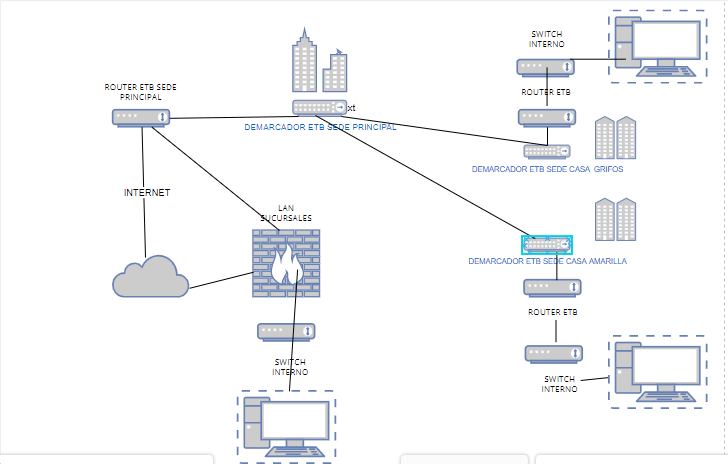 SWITCH
INTERNO
ROUTER ETB SEDE
PRINCIPAL
ROUTER ETB
xt
DEMARCADOR ETB SEDE PRINCIPAL
DEMARCADOR ETB SEDE CASA GRIFOS
INTERNET
LAN
SUCURSALES
DEMARCADOR ETB SEDE CASA AMARILLA
ROUTER ETB
SWITCH
INTERNO
SWITCH
INTERNO